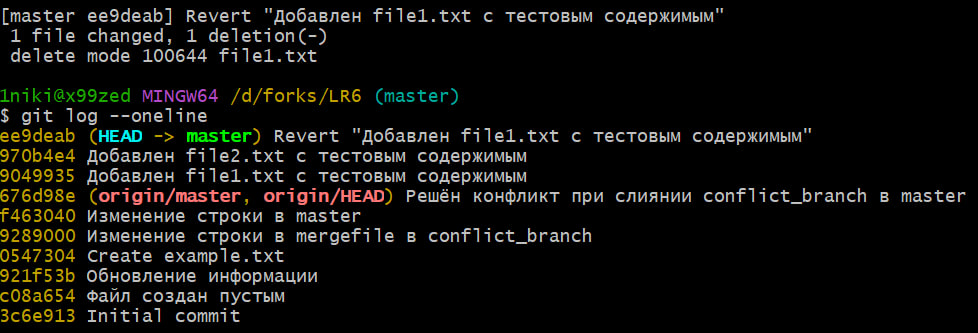 [master ee9deab] Revert "Добавлен file1.txt с тестовым содержимым"
 1 file changed, 1 deletion(-)
 delete mode 100644 file1.txt
1niki@x99zed MINGW64 /d/forks/LR6 (master)
$ git log --oneline
ee9deab (HEAD -> master) Revert "Добавлен file1.txt с тестовым содержимым"
970b4e4 Добавлен file2.txt с тестовым содержимым
9049935 Добавлен file1.txt с тестовым содержимым
676d98e (origin/master, origin/HEAD) Решён конфликт при слиянии conflict_branch в master
f463040 Изменение строки в master
9289000 Изменение строки в mergefile в conflict_branch
0547304 Create example.txt
921f53b Обновление информации
c08a654 Файл создан пустым
3c6e913 Initial commit